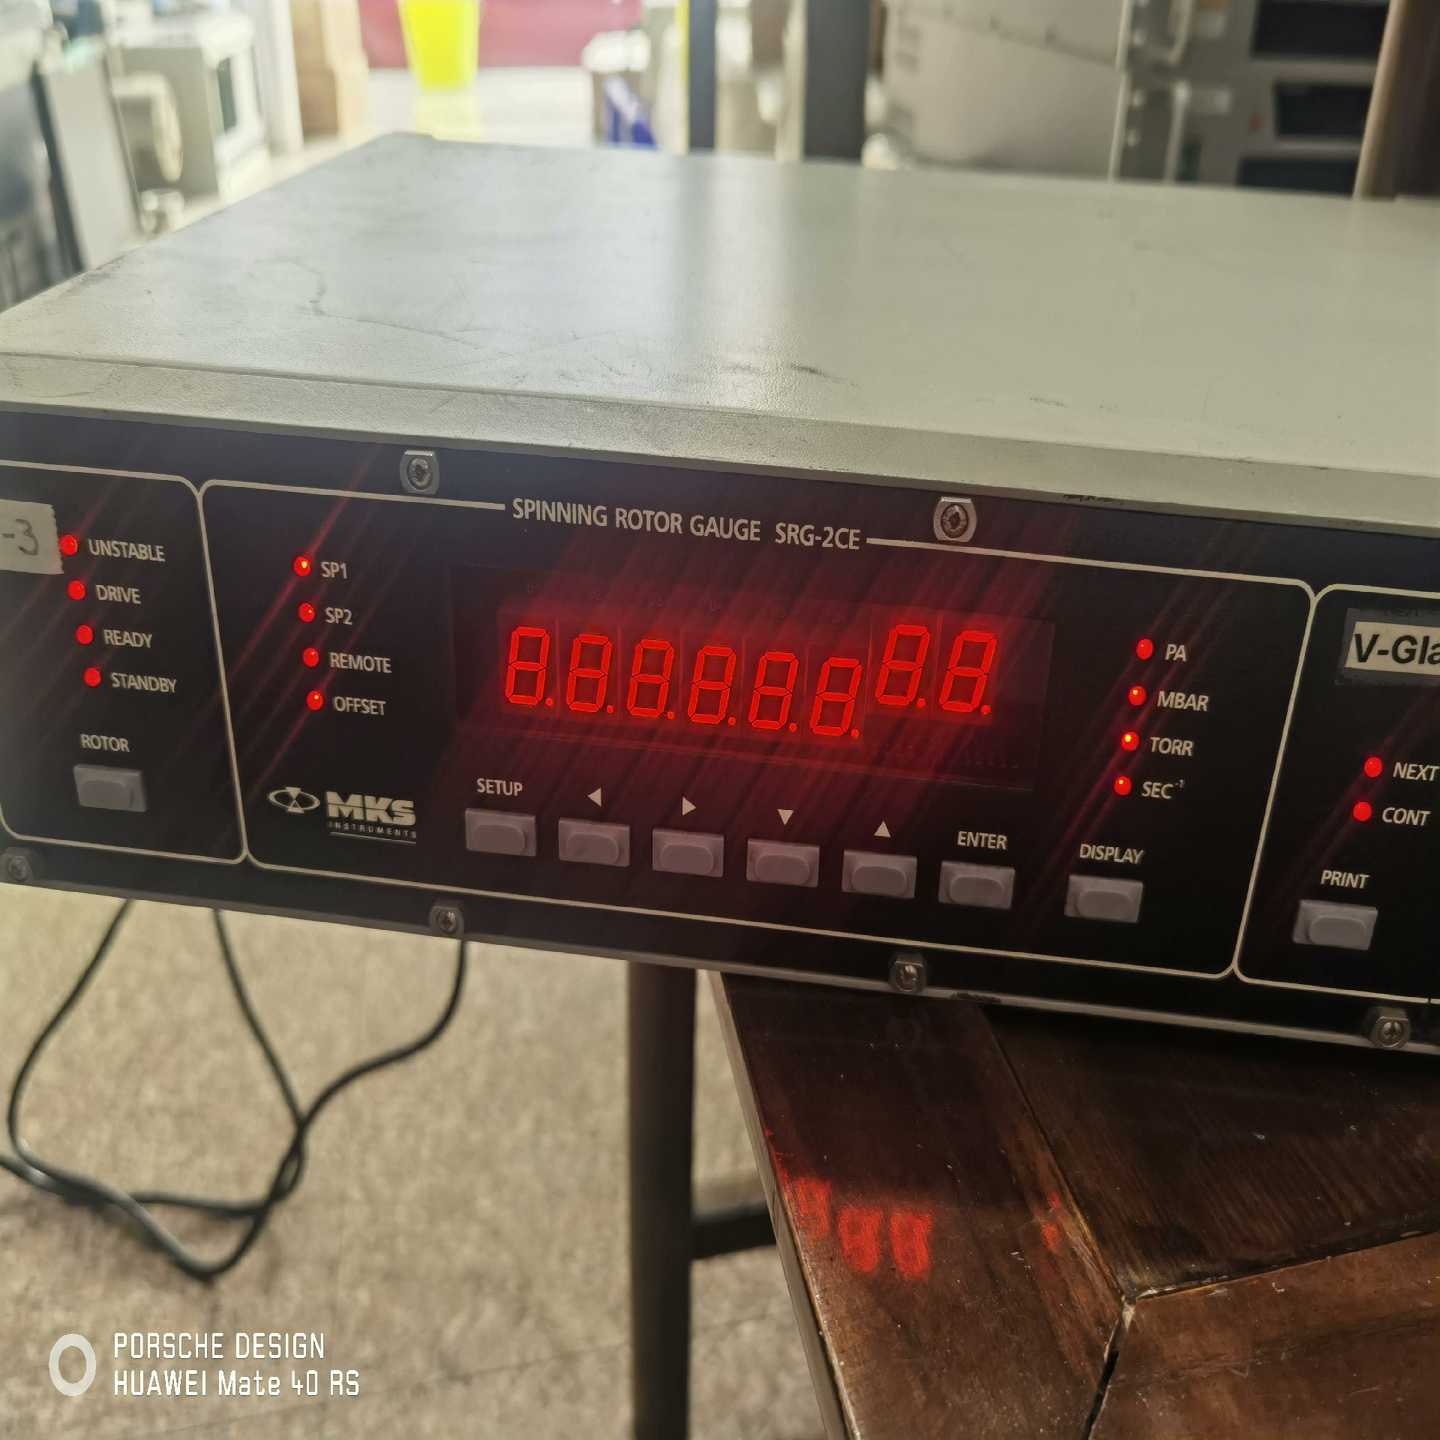 SPINNING ROTOR GAUGE SRG-2CE
-3
UNSTABLE
DRIVE
READY
STANDBY
ROTOR
SP1
SP2
REMOTE
OFFSET
MKS
INSTRUMENTS
8.8.8.8.8.8.8.8.
SETUP
ENTER
PA
MBAR
TORR
SEC⁻¹
DISPLAY
V-Gla
NEXT
CONT
PRINT
PORSCHE DESIGN
HUAWEI Mate 40 RS